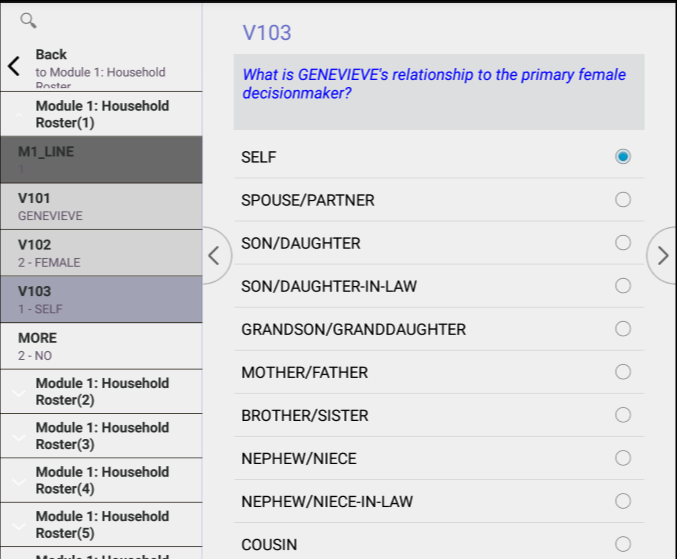 Back
to Module 1: Household
Roster
Module 1: Household
Roster(1)
M1_LINE
1
V101
GENEVIEVE
V102
2 - FEMALE
V103
1 - SELF
MORE
2 - NO
Module 1: Household
Roster(2)
Module 1: Household
Roster(3)
Module 1: Household
Roster(4)
Module 1: Household
Roster(5)
Module 1: Household
V103
What is GENEVIEVE's relationship to the primary female
decisionmaker?
SELF
SPOUSE/PARTNER
SON/DAUGHTER
SON/DAUGHTER-IN-LAW
GRANDSON/GRANDDAUGHTER
MOTHER/FATHER
BROTHER/SISTER
NEPHEW/NIECE
NEPHEW/NIECE-IN-LAW
COUSIN